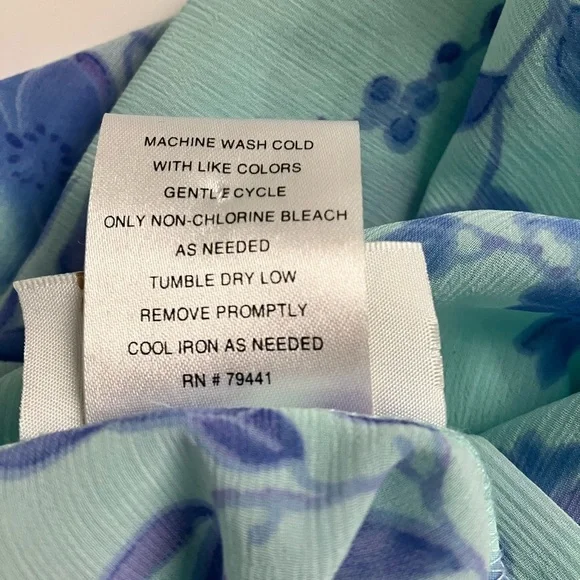 MACHINE WASH COLD
WITH LIKE COLORS
GENTLE CYCLE
ONLY NON-CHLORINE BLEACH
AS NEEDED
TUMBLE DRY LOW
REMOVE PROMPTLY
COOL IRON AS NEEDED
RN # 79441